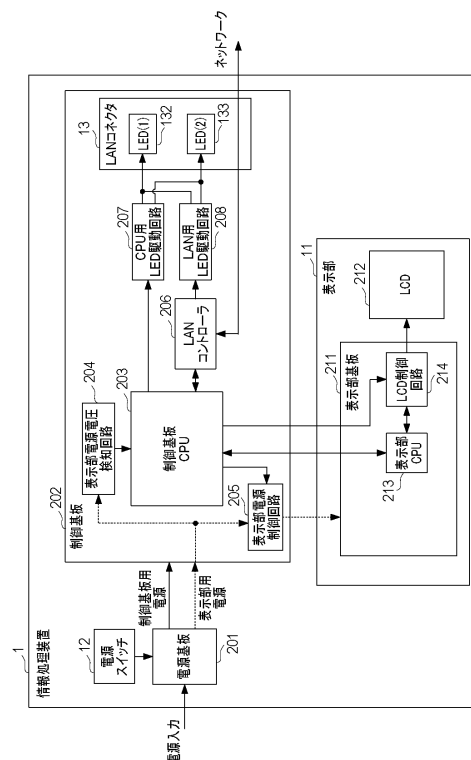 1
情報処理装置
12
電源
スイッチ
電源入力
電源基板
201
制御基板用
電源
表示部用
電源
202
制御基板
204
表示部電源電圧
検知回路
203
制御基板
CPU
205
表示部電源
制御回路
206
LAN
コントローラ
207
CPU用
LED駆動回路
LAN用
LED駆動回路
208
13
LANコネクタ
LED(1)
132
LED(2)
133
ネットワーク
11
表示部
211
表示部基板
表示部
CPU
213
LCD制御
回路
214
212
LCD